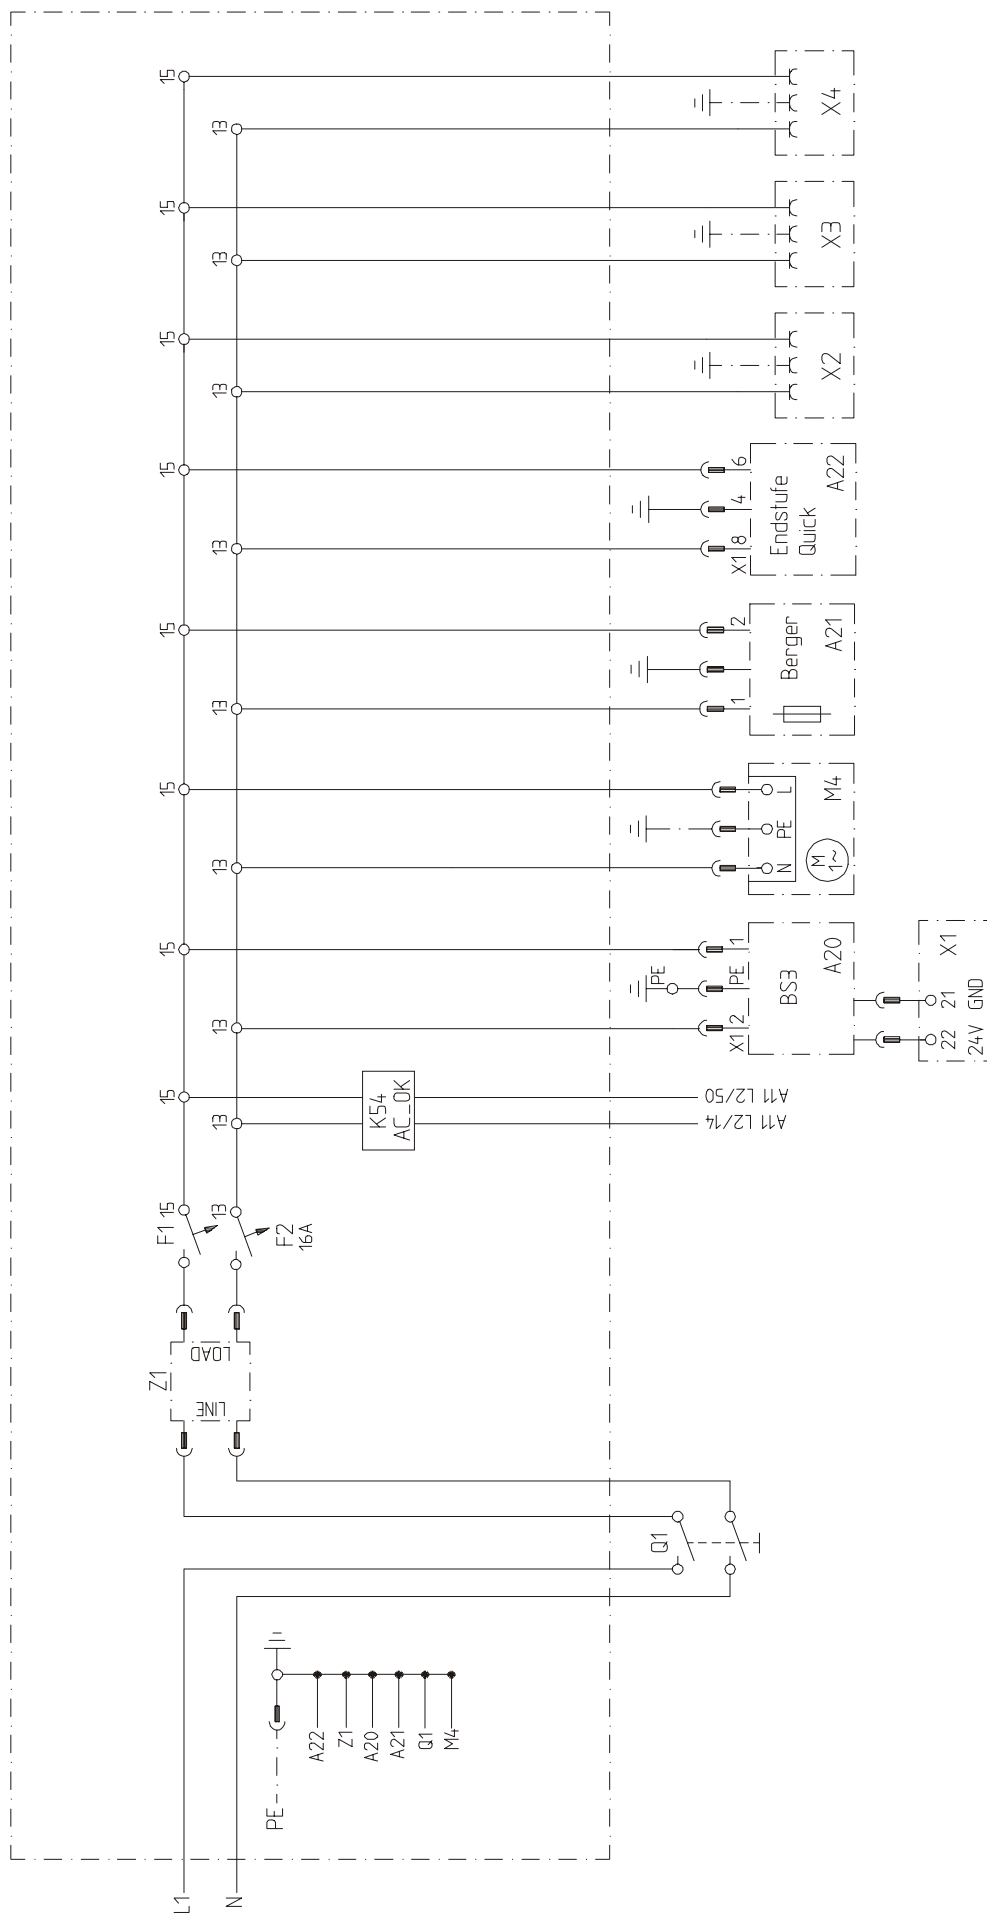 L1
N
PE
A22
Z1
A20
A21
Q1
M4
Q1
Z1
LINE
LOAD
F1
15
13
F2
16A
15
13
K54
AC_OK
A11 L2/50
A11 L2/14
15
13
X1 2
PE
PE
1
BS3
A20
22
21
X1
24V GND
15
13
N
PE
L
M
1~
M4
15
13
1
2
Berger
A21
15
13
X1 8
4
6
Endstufe
Quick
A22
15
13
X2
15
13
X3
15
13
X4